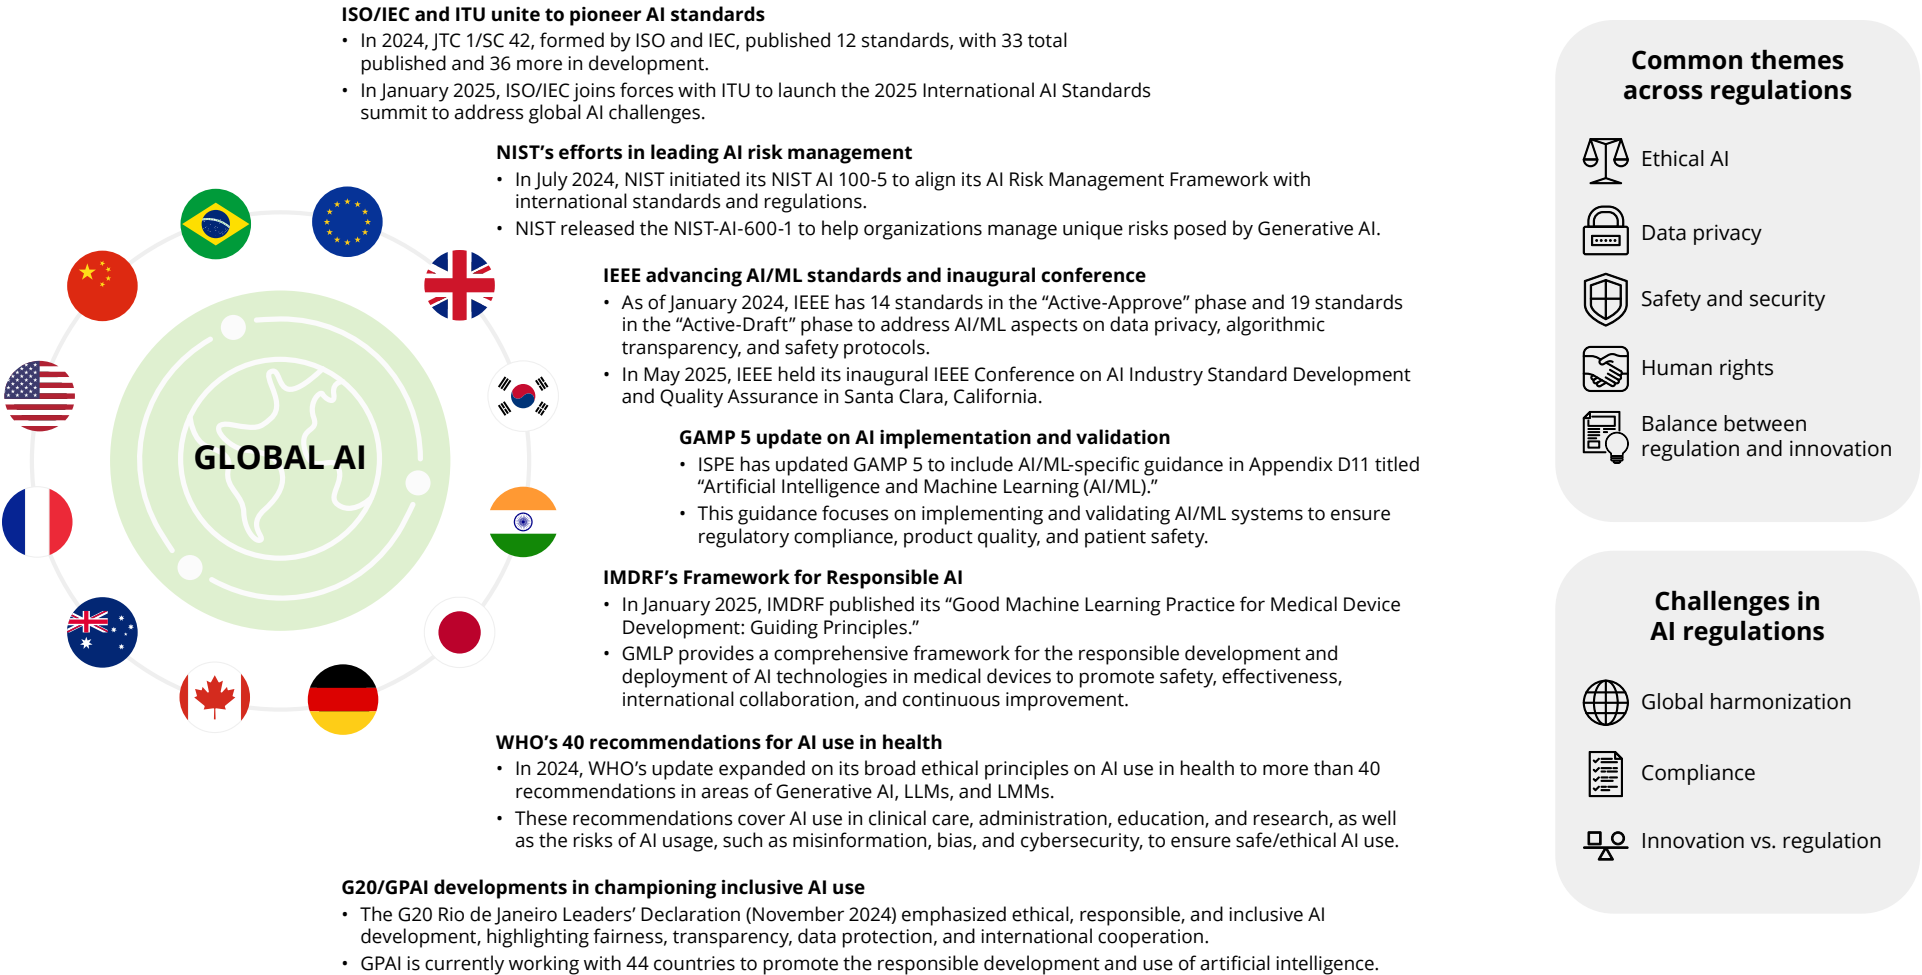 ISO/IEC and ITU unite to pioneer AI standards
• In 2024, JTC 1/SC 42, formed by ISO and IEC, published 12 standards, with 33 total
published and 36 more in development.
• In January 2025, ISO/IEC joins forces with ITU to launch the 2025 International AI Standards
summit to address global AI challenges.
NIST’s efforts in leading AI risk management
• In July 2024, NIST initiated its NIST AI 100-5 to align its AI Risk Management Framework with
international standards and regulations.
• NIST released the NIST-AI-600-1 to help organizations manage unique risks posed by Generative AI.
IEEE advancing AI/ML standards and inaugural conference
• As of January 2024, IEEE has 14 standards in the “Active-Approve” phase and 19 standards
in the “Active-Draft” phase to address AI/ML aspects on data privacy, algorithmic
transparency, and safety protocols.
• In May 2025, IEEE held its inaugural IEEE Conference on AI Industry Standard Development
and Quality Assurance in Santa Clara, California.
GLOBAL AI
GAMP 5 update on AI implementation and validation
• ISPE has updated GAMP 5 to include AI/ML-specific guidance in Appendix D11 titled
“Artificial Intelligence and Machine Learning (AI/ML).”
• This guidance focuses on implementing and validating AI/ML systems to ensure
regulatory compliance, product quality, and patient safety.
IMDRF’s Framework for Responsible AI
• In January 2025, IMDRF published its “Good Machine Learning Practice for Medical Device
Development: Guiding Principles.”
• GMLP provides a comprehensive framework for the responsible development and
deployment of AI technologies in medical devices to promote safety, effectiveness,
international collaboration, and continuous improvement.
WHO’s 40 recommendations for AI use in health
• In 2024, WHO’s update expanded on its broad ethical principles on AI use in health to more than 40
recommendations in areas of Generative AI, LLMs, and LMMs.
• These recommendations cover AI use in clinical care, administration, education, and research, as well
as the risks of AI usage, such as misinformation, bias, and cybersecurity, to ensure safe/ethical AI use.
G20/GPAI developments in championing inclusive AI use
• The G20 Rio de Janeiro Leaders’ Declaration (November 2024) emphasized ethical, responsible, and inclusive AI
development, highlighting fairness, transparency, data protection, and international cooperation.
• GPAI is currently working with 44 countries to promote the responsible development and use of artificial intelligence.
Common themes
across regulations
Ethical AI
Data privacy
Safety and security
Human rights
Balance between
regulation and innovation
Challenges in
AI regulations
Global harmonization
Compliance
Innovation vs. regulation